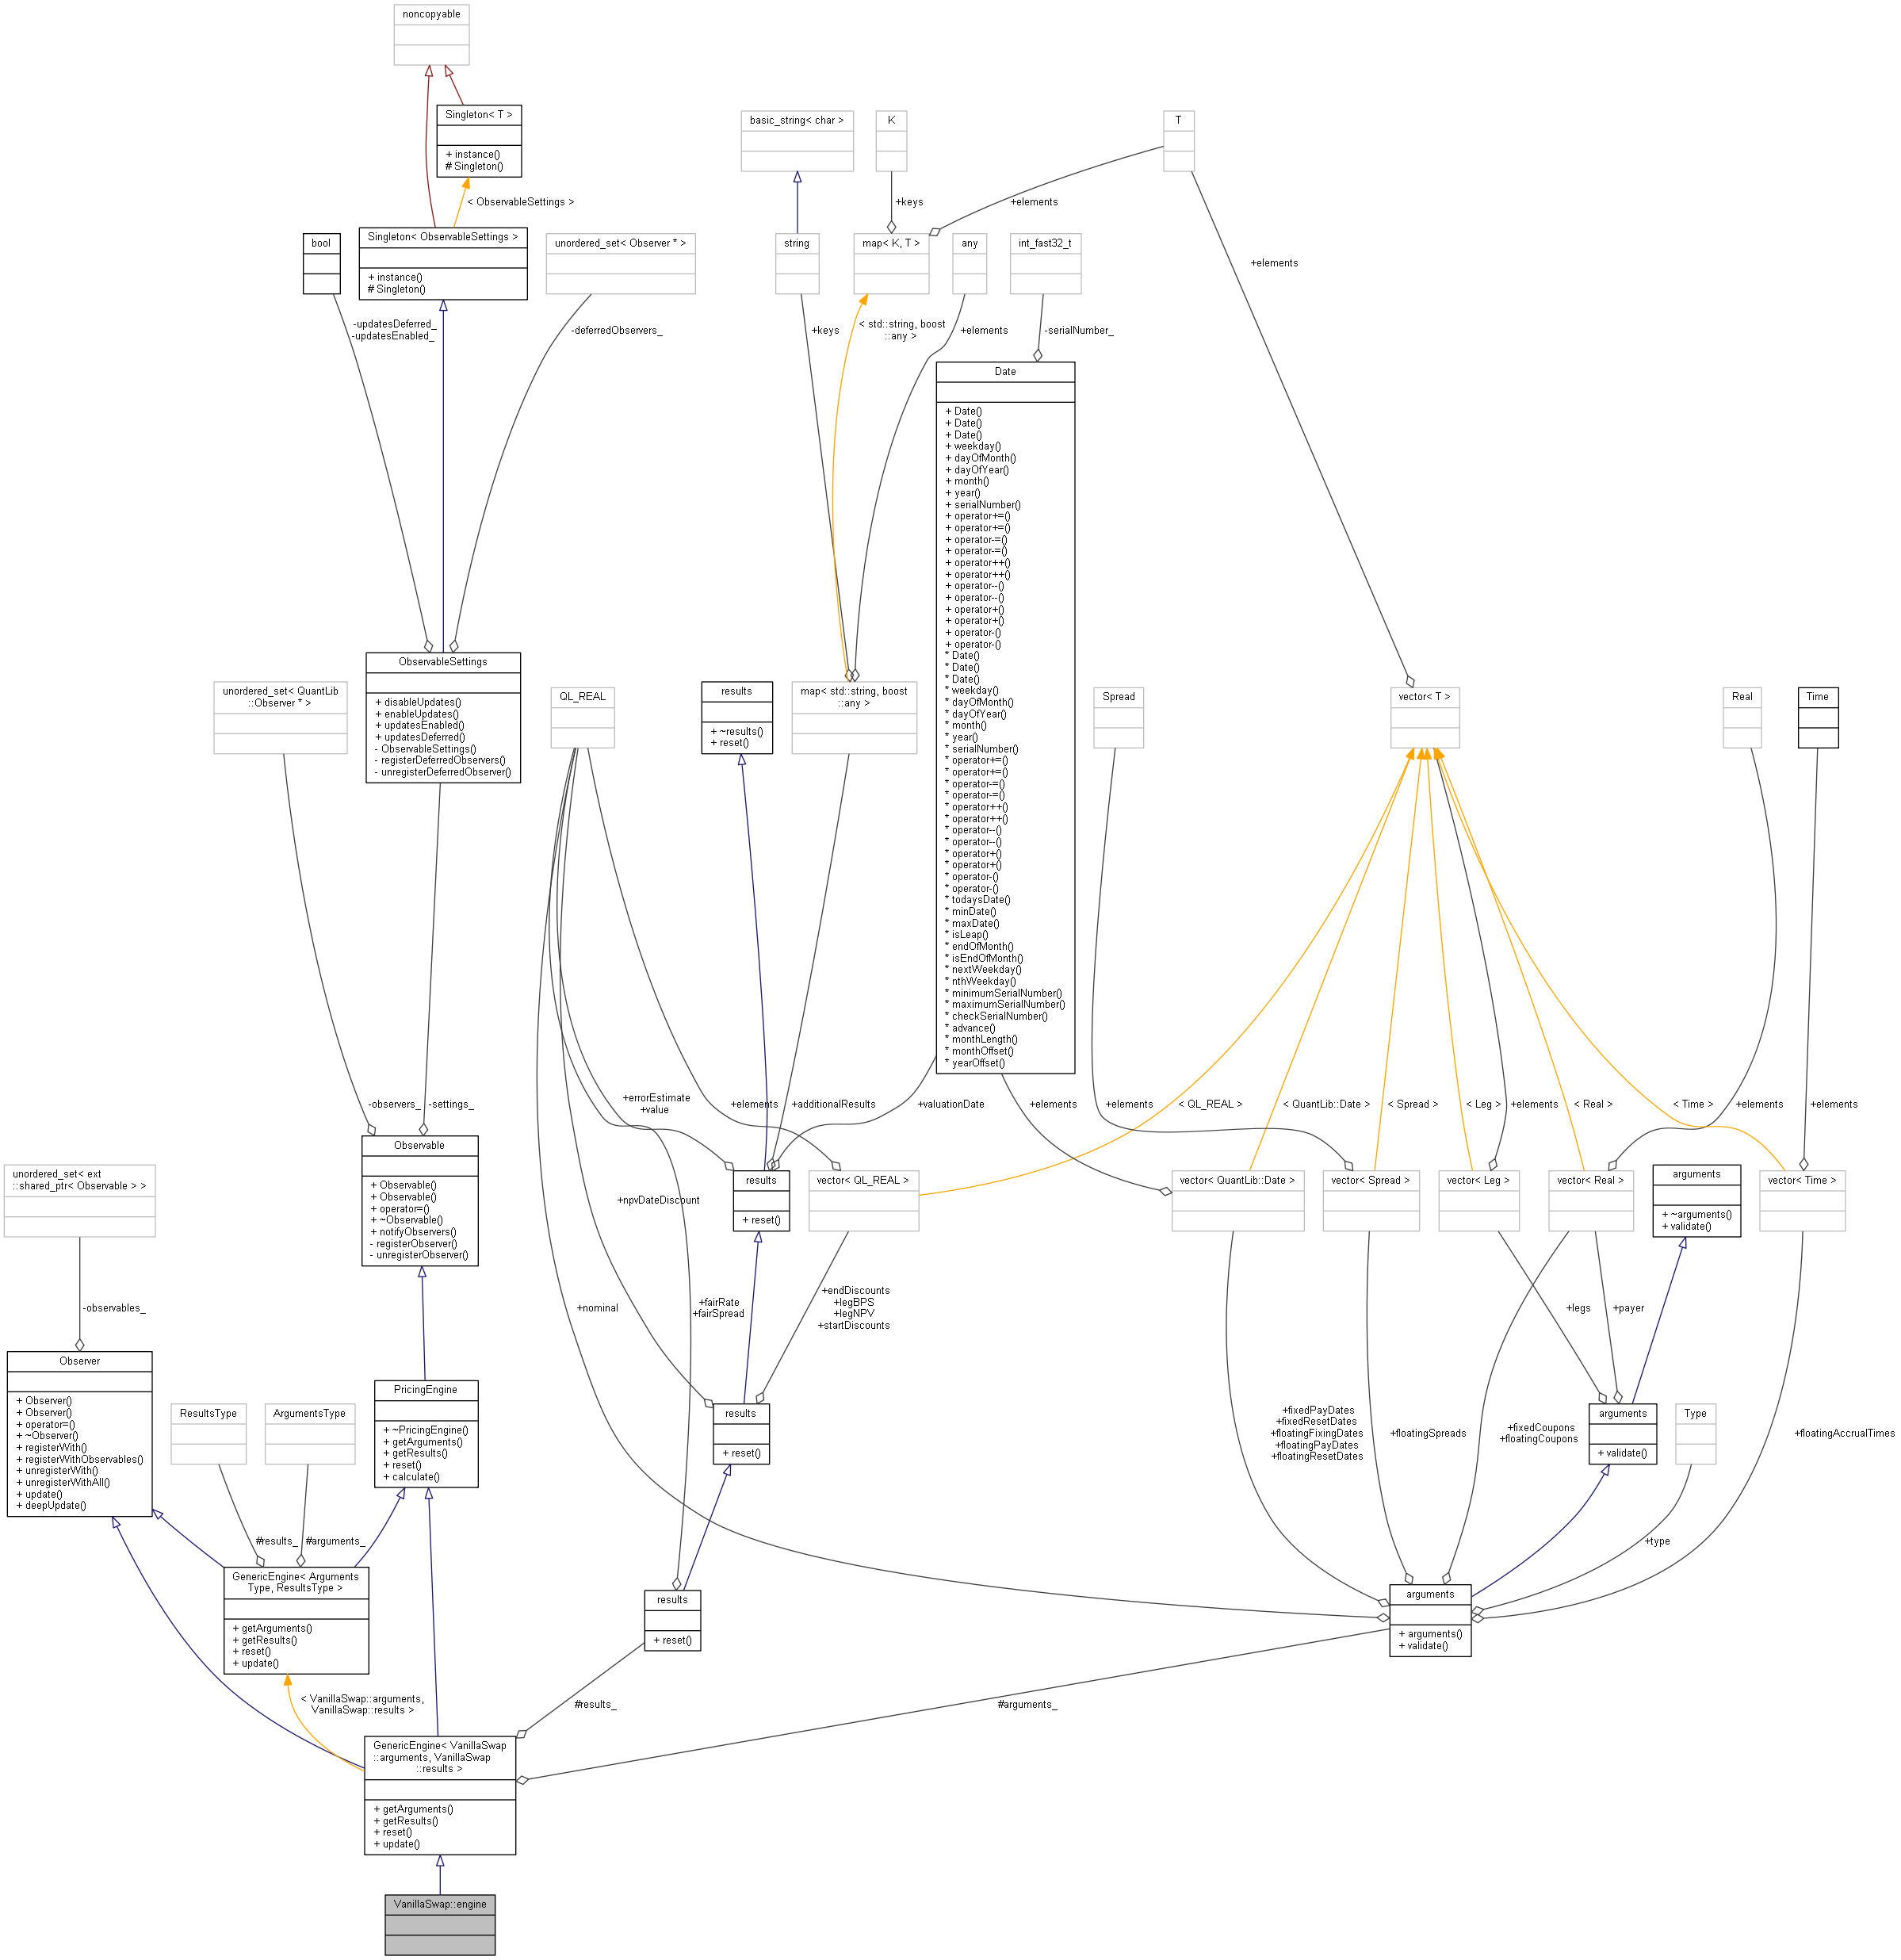 noncopyable
Singleton< T >
+ instance()
# Singleton()
basic_string< char >
K
T
< ObservableSettings >
+keys
+elements
bool
Singleton< ObservableSettings >
+ instance()
# Singleton()
unordered_set< Observer * >
string
map< K, T >
any
int_fast32_t
+elements
-updatesDeferred_
-updatesEnabled_
-deferredObservers_
+keys
< std::string, boost
::any >
+elements
-serialNumber_
Date
+ Date()
+ Date()
+ Date()
+ weekday()
+ dayOfMonth()
+ dayOfYear()
+ month()
+ year()
+ serialNumber()
+ operator+=()
+ operator+=()
+ operator-=()
+ operator-=()
+ operator++()
+ operator++()
+ operator--()
+ operator--()
+ operator+()
+ operator+()
+ operator-()
+ operator-()
* Date()
* Date()
* Date()
* weekday()
* dayOfMonth()
* dayOfYear()
* month()
* year()
* serialNumber()
* operator+=()
* operator+=()
* operator-=()
* operator-=()
* operator++()
* operator++()
* operator--()
* operator--()
* operator+()
* operator+()
* operator-()
* operator-()
* todaysDate()
* minDate()
* maxDate()
* isLeap()
* endOfMonth()
* isEndOfMonth()
* nextWeekday()
* nthWeekday()
* minimumSerialNumber()
* maximumSerialNumber()
* checkSerialNumber()
* advance()
* monthLength()
* monthOffset()
* yearOffset()
ObservableSettings
+ disableUpdates()
+ enableUpdates()
+ updatesEnabled()
+ updatesDeferred()
- ObservableSettings()
- registerDeferredObservers()
- unregisterDeferredObserver()
unordered_set< QuantLib
::Observer * >
QL_REAL
results
+ ~results()
+ reset()
map< std::string, boost
::any >
Spread
vector< T >
Real
Time
-observers_
-settings_
+errorEstimate
+value
+elements
+additionalResults
+valuationDate
+elements
+elements
< QL_REAL >
< QuantLib::Date >
< Spread >
< Leg >
+elements
< Real >
< Time >
+elements
+elements
Observable
+ Observable()
+ Observable()
+ operator=()
+ ~Observable()
+ notifyObservers()
- registerObserver()
- unregisterObserver()
unordered_set< ext
::shared_ptr< Observable > >
+npvDateDiscount
results
+ reset()
vector< QL_REAL >
vector< QuantLib::Date >
vector< Spread >
vector< Leg >
vector< Real >
arguments
+ ~arguments()
+ validate()
vector< Time >
-observables_
+nominal
+fairRate
+fairSpread
+endDiscounts
+legBPS
+legNPV
+startDiscounts
+legs
+payer
Observer
+ Observer()
+ Observer()
+ operator=()
+ ~Observer()
+ registerWith()
+ registerWithObservables()
+ unregisterWith()
+ unregisterWithAll()
+ update()
+ deepUpdate()
ResultsType
ArgumentsType
PricingEngine
+ ~PricingEngine()
+ getArguments()
+ getResults()
+ reset()
+ calculate()
results
+ reset()
+fixedPayDates
+fixedResetDates
+floatingFixingDates
+floatingPayDates
+floatingResetDates
+floatingSpreads
+fixedCoupons
+floatingCoupons
arguments
+ validate()
Type
+floatingAccrualTimes
#results_
#arguments_
+type
GenericEngine< Arguments
Type, ResultsType >
+ getArguments()
+ getResults()
+ reset()
+ update()
results
+ reset()
arguments
+ arguments()
+ validate()
< VanillaSwap::arguments,
VanillaSwap::results >
#results_
#arguments_
GenericEngine< VanillaSwap
::arguments, VanillaSwap
::results >
+ getArguments()
+ getResults()
+ reset()
+ update()
VanillaSwap::engine